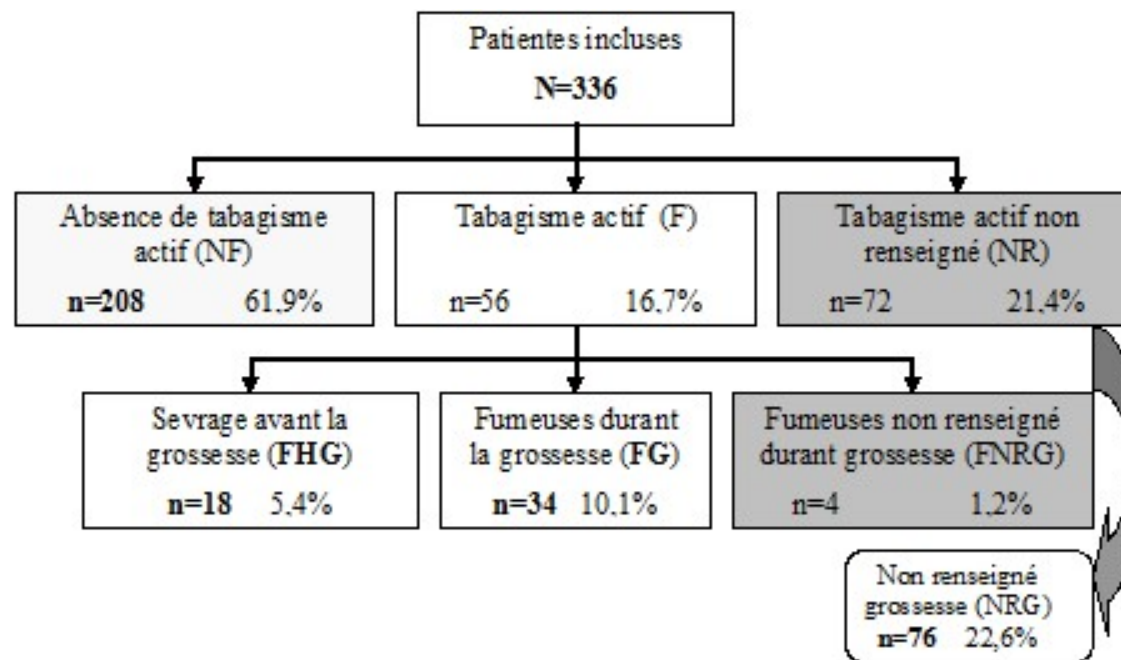 Patientes incluses
N=336
Absence de tabagisme
actif (NF)
n=208 61,9%
Tabagisme actif (F)
n=56 16,7%
Tabagisme actif non
renseigné (NR)
n=72 21,4%
Sevrage avant la
grossesse (FHG)
n=18 5,4%
Fumeuses durant
la grossesse (FG)
n=34 10,1%
Fumeuses non renseigné
durant grossesse (FNRG)
n=4 1,2%
Non renseigné
grossesse (NRG)
n=76 22,6%